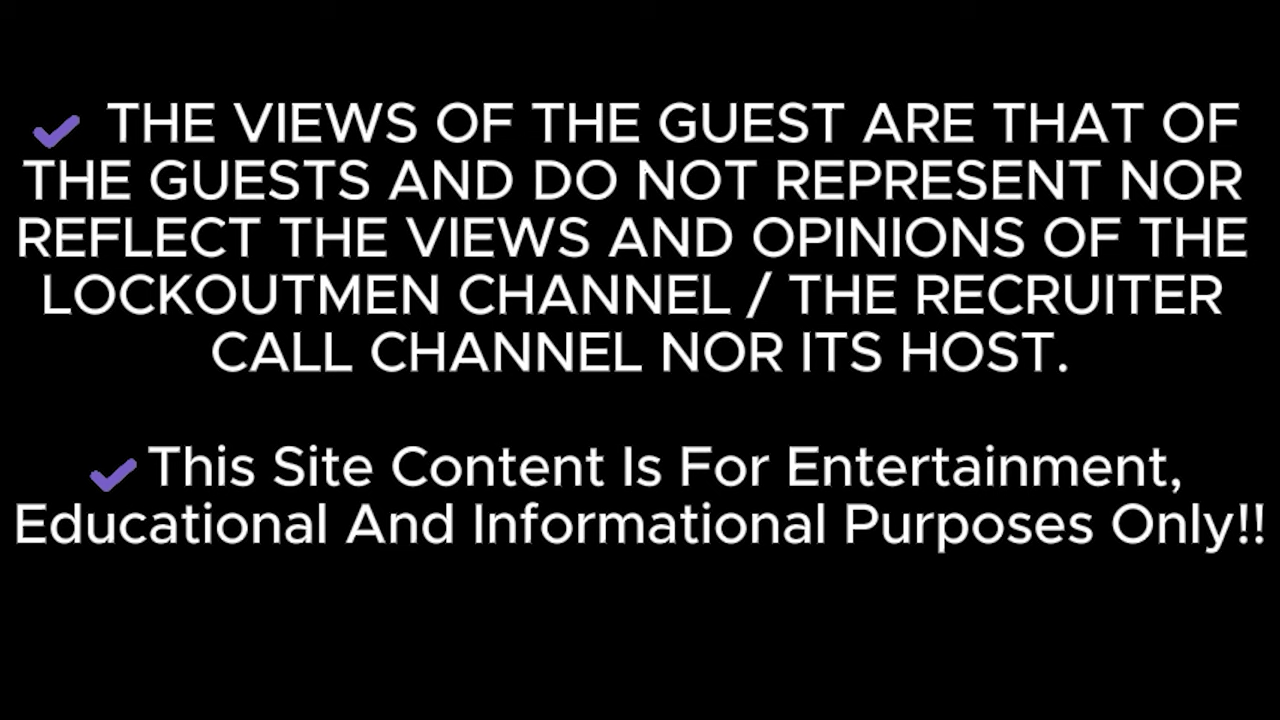 ✔ THE VIEWS OF THE GUEST ARE THAT OF
THE GUESTS AND DO NOT REPRESENT NOR
REFLECT THE VIEWS AND OPINIONS OF THE
LOCKOUTMEN CHANNEL / THE RECRUITER
CALL CHANNEL NOR ITS HOST.
✔ This Site Content Is For Entertainment,
Educational And Informational Purposes Only!!